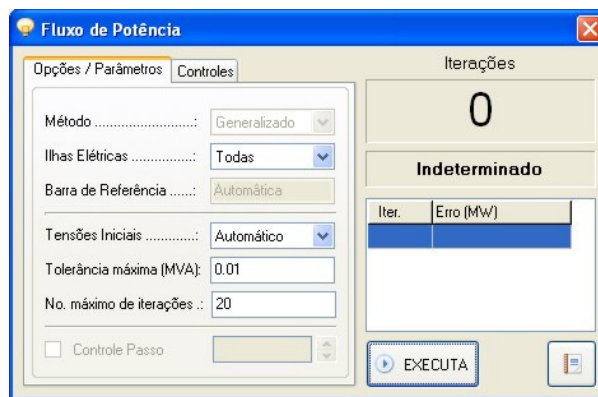 Fluxo de Potência
Opções / Parâmetros Controles
Método ..........................: Generalizado
Ilhas Elétricas ................: Todas
Barra de Referência ......: Automática
Tensões Iniciais .............: Automático
Tolerância máxima (MVA): 0.01
No. máximo de iterações .: 20
Controle Passo
Iterações
0
Indeterminado
Iter. Erro (MW)
EXECUTA